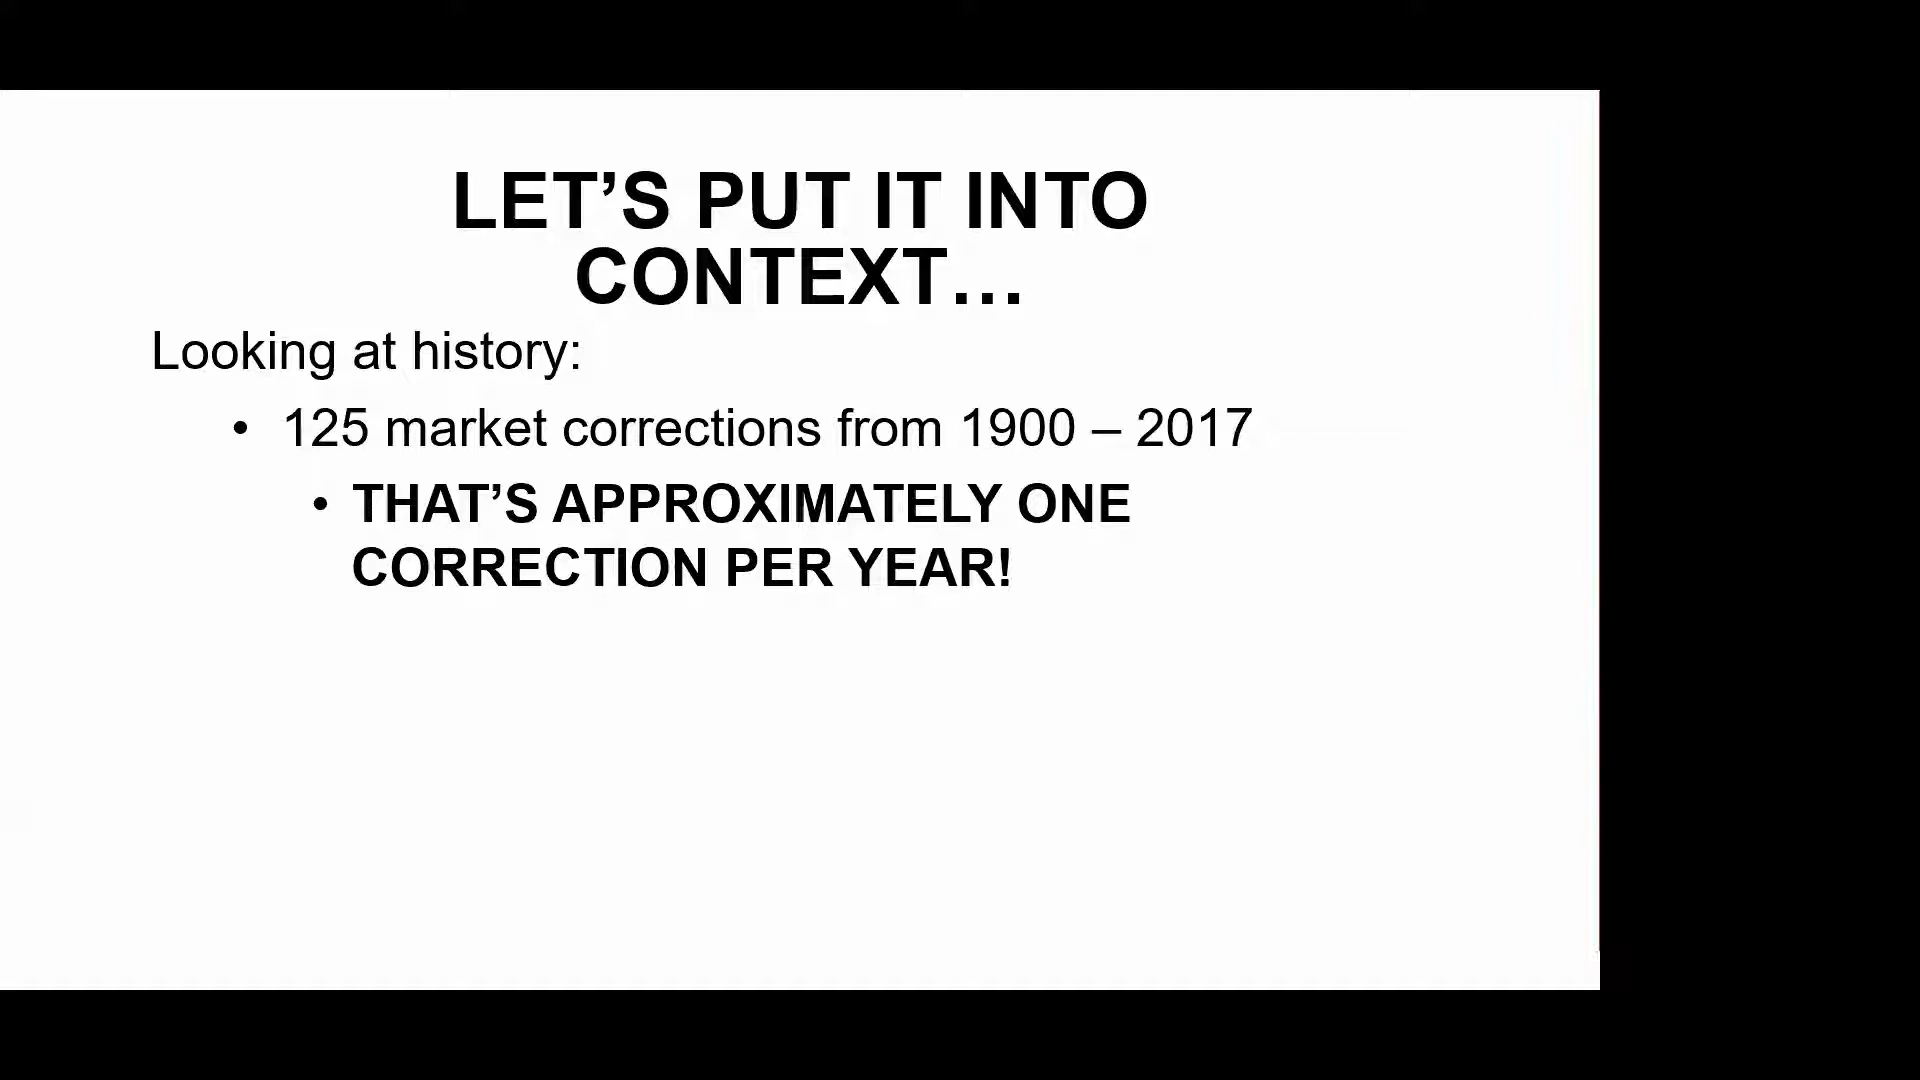 LET’S PUT IT INTO
CONTEXT…
Looking at history:
• 125 market corrections from 1900 – 2017
• THAT’S APPROXIMATELY ONE
CORRECTION PER YEAR!